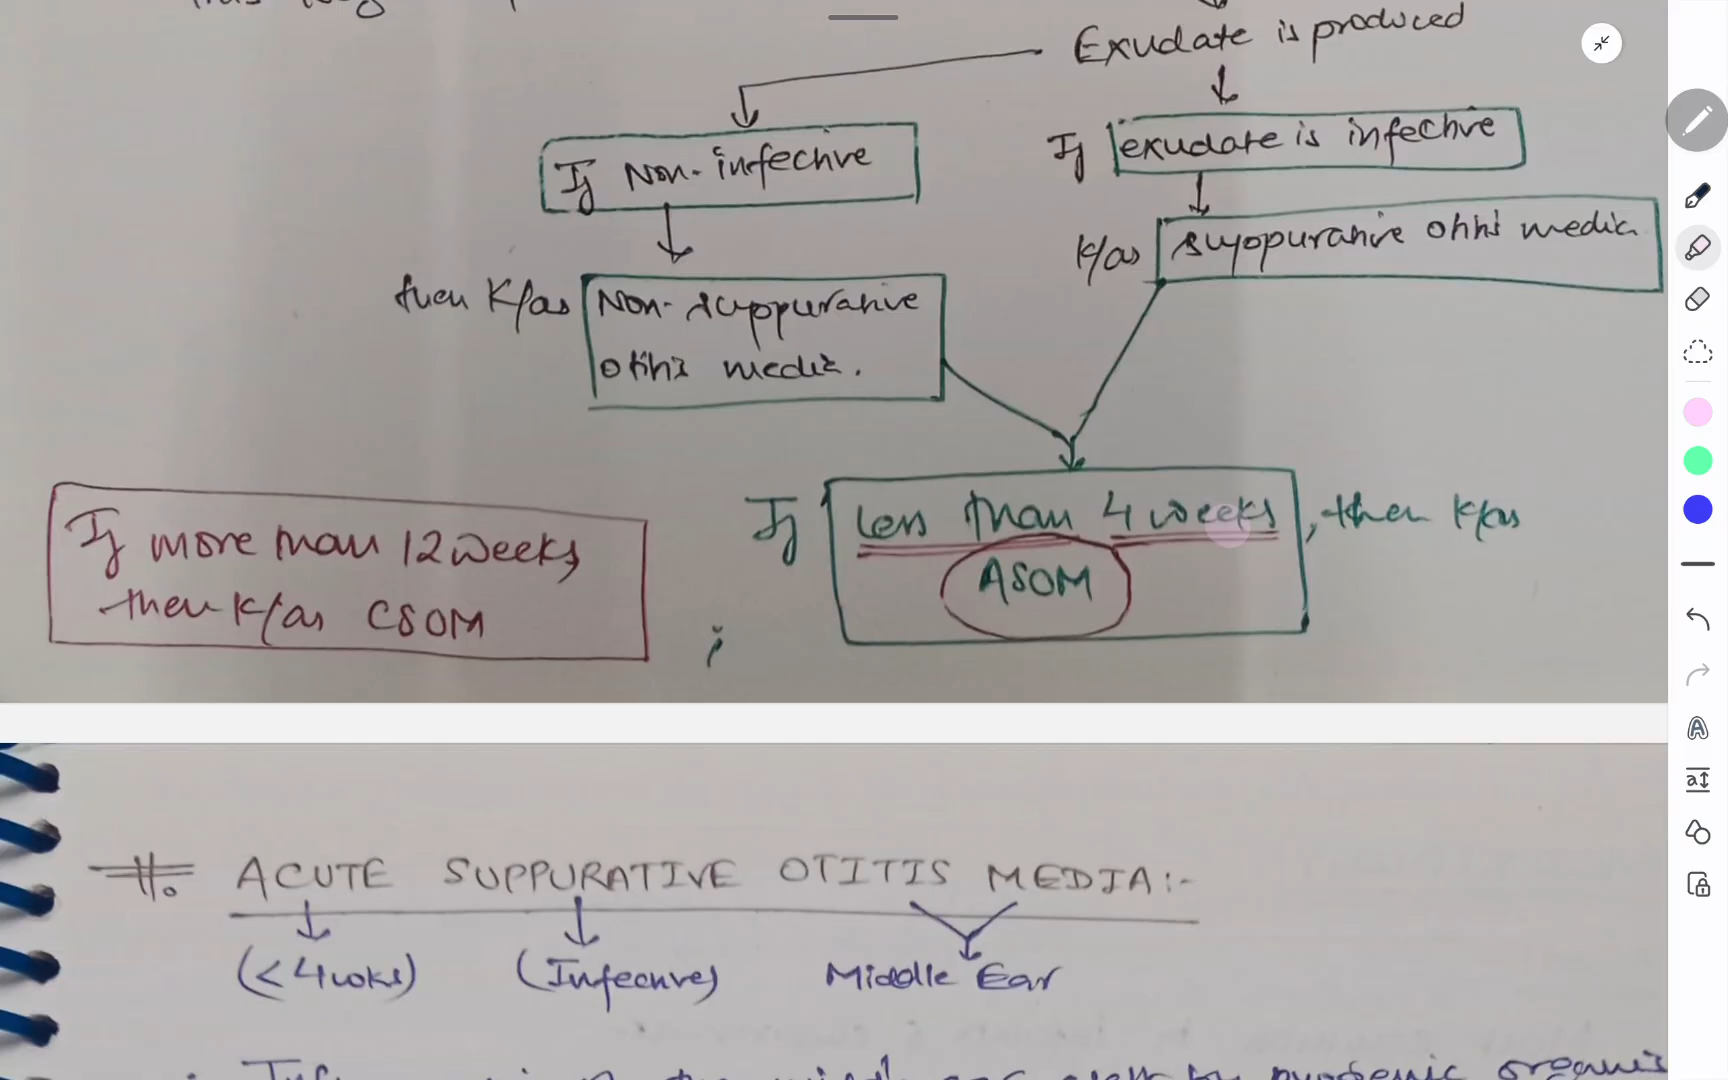 Exudate is produced
If Non-infective
If exudate is infective
K/as suppurative otitis media
then K/as Non-suppurative
otitis media.
If less than 4 weeks, then K/as
ASOM
If more than 12 weeks
then K/as CSOM
;
#. ACUTE SUPPURATIVE OTITIS MEDIA:-
(<4wks) (Infective) Middle Ear
pyogenic